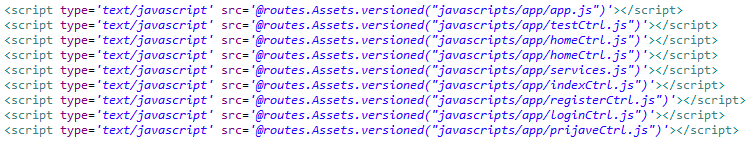 <script type='text/javascript' src='@routes.Assets.versioned("javascripts/app/app.js")'></script>
<script type='text/javascript' src='@routes.Assets.versioned("javascripts/app/testCtrl.js")'></script>
<script type='text/javascript' src='@routes.Assets.versioned("javascripts/app/homeCtrl.js")'></script>
<script type='text/javascript' src='@routes.Assets.versioned("javascripts/app/homeCtrl.js")'></script>
<script type='text/javascript' src='@routes.Assets.versioned("javascripts/app/services.js")'></script>
<script type='text/javascript' src='@routes.Assets.versioned("javascripts/app/indexCtrl.js")'></script>
<script type='text/javascript' src='@routes.Assets.versioned("javascripts/app/registerCtrl.js")'></script>
<script type='text/javascript' src='@routes.Assets.versioned("javascripts/app/loginCtrl.js")'></script>
<script type='text/javascript' src='@routes.Assets.versioned("javascripts/app/prijaveCtrl.js")'></script>